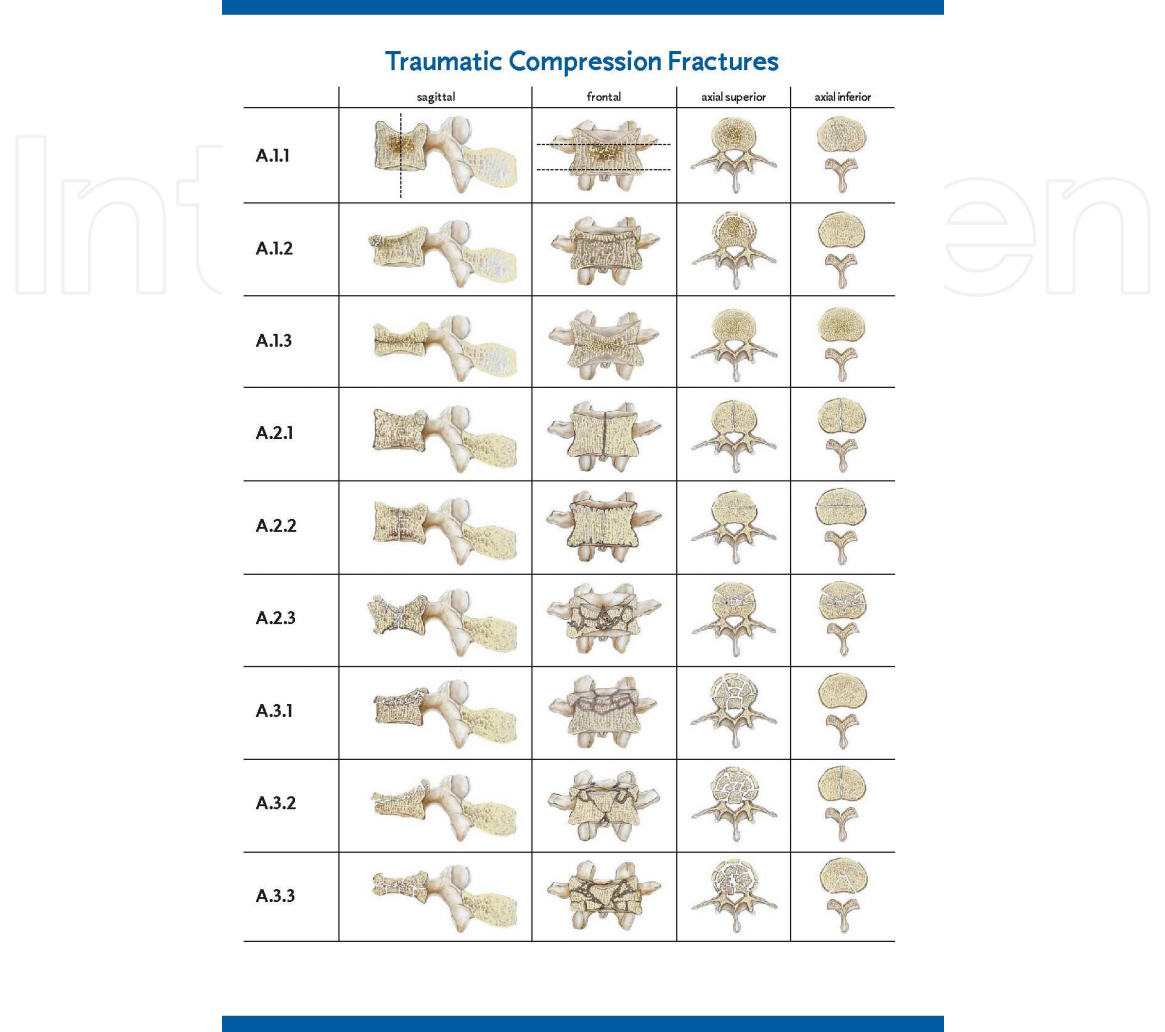 Traumatic Compression Fractures
sagittal frontal axial superior axial inferior
A.1.1
A.1.2
A.1.3
A.2.1
A.2.2
A.2.3
A.3.1
A.3.2
A.3.3